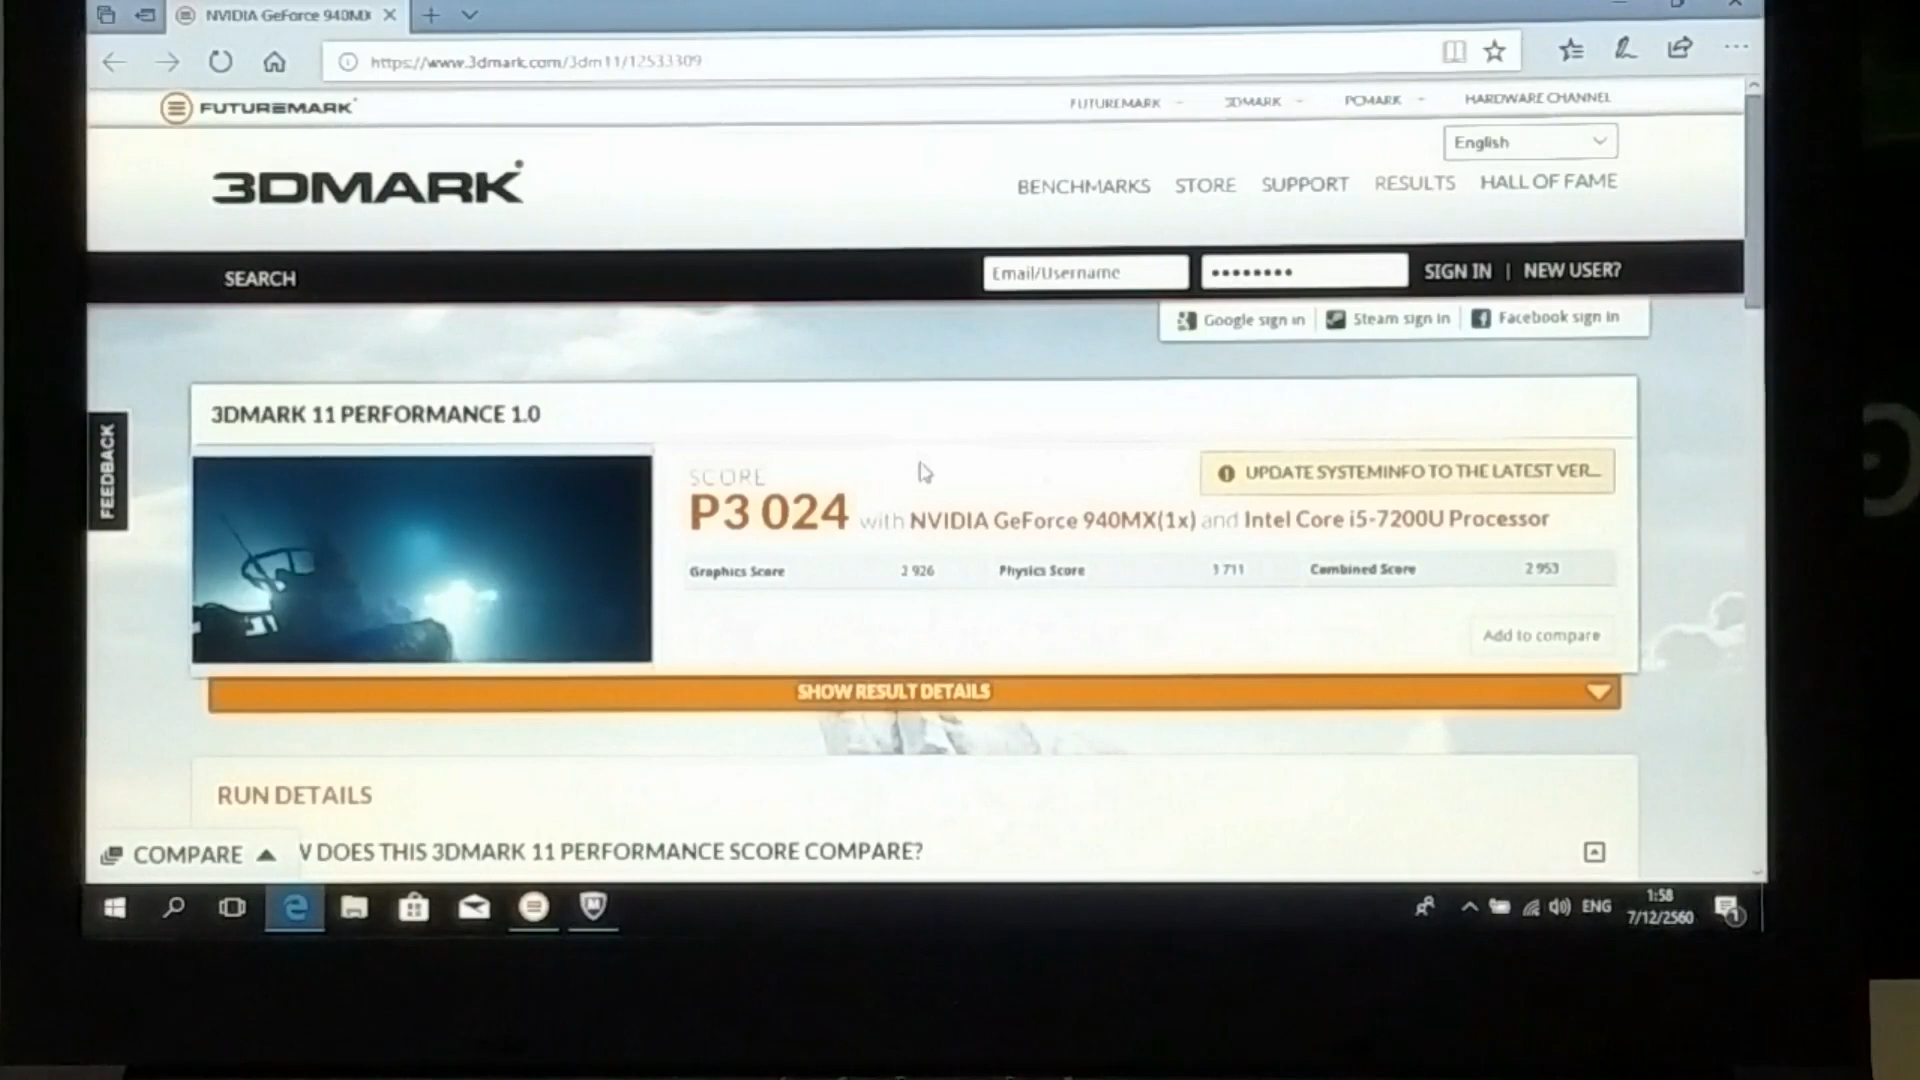 NVIDIA GeForce 940MX
https://www.3dmark.com/3dm11/12533309
FUTUREMARK
FUTUREMARK 3DMARK PCMARK HARDWARE CHANNEL
English
3DMARK
BENCHMARKS STORE SUPPORT RESULTS HALL OF FAME
SEARCH
Email/Username
SIGN IN | NEW USER?
Google sign in
Steam sign in
Facebook sign in
FEEDBACK
3DMARK 11 PERFORMANCE 1.0
SCORE
UPDATE SYSTEMINFO TO THE LATEST VER...
P3 024 with NVIDIA GeForce 940MX(1x) and Intel Core i5-7200U Processor
Graphics Score 2 926 Physics Score 3 711 Combined Score 2 953
Add to compare
SHOW RESULT DETAILS
RUN DETAILS
COMPARE
DOES THIS 3DMARK 11 PERFORMANCE SCORE COMPARE?
ENG
1:58
7/12/2560
1